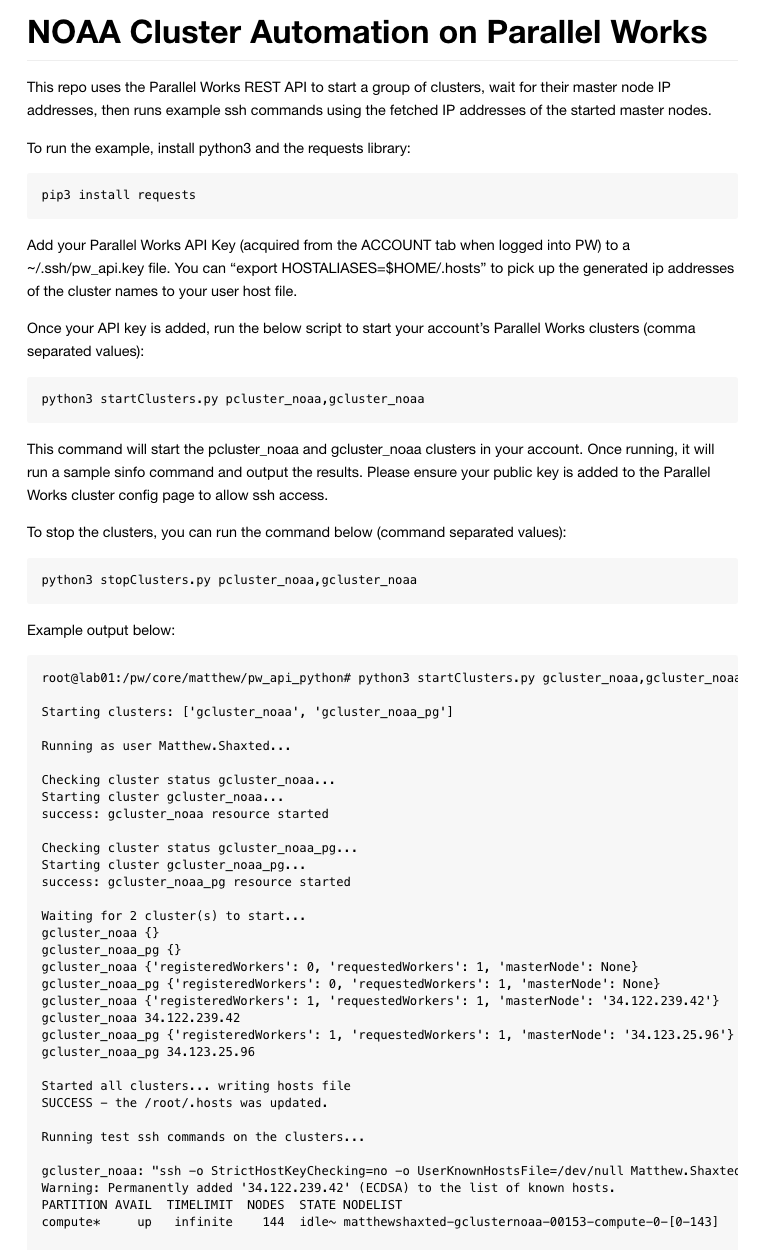 NOAA Cluster Automation on Parallel Works
This repo uses the Parallel Works REST API to start a group of clusters, wait for their master node IP
addresses, then runs example ssh commands using the fetched IP addresses of the started master nodes.
To run the example, install python3 and the requests library:
pip3 install requests
Add your Parallel Works API Key (acquired from the ACCOUNT tab when logged into PW) to a
~/.ssh/pw_api.key file. You can “export HOSTALIASES=$HOME/.hosts” to pick up the generated ip addresses
of the cluster names to your user host file.
Once your API key is added, run the below script to start your account’s Parallel Works clusters (comma
separated values):
python3 startClusters.py pcluster_noaa,gcluster_noaa
This command will start the pcluster_noaa and gcluster_noaa clusters in your account. Once running, it will
run a sample sinfo command and output the results. Please ensure your public key is added to the Parallel
Works cluster config page to allow ssh access.
To stop the clusters, you can run the command below (command separated values):
python3 stopClusters.py pcluster_noaa,gcluster_noaa
Example output below:
root@lab01:/pw/core/matthew/pw_api_python# python3 startClusters.py gcluster_noaa,gcluster_noaa
Starting clusters: ['gcluster_noaa', 'gcluster_noaa_pg']
Running as user Matthew.Shaxted...
Checking cluster status gcluster_noaa...
Starting cluster gcluster_noaa...
success: gcluster_noaa resource started
Checking cluster status gcluster_noaa_pg...
Starting cluster gcluster_noaa_pg...
success: gcluster_noaa_pg resource started
Waiting for 2 cluster(s) to start...
gcluster_noaa {}
gcluster_noaa_pg {}
gcluster_noaa {'registeredWorkers': 0, 'requestedWorkers': 1, 'masterNode': None}
gcluster_noaa_pg {'registeredWorkers': 0, 'requestedWorkers': 1, 'masterNode': None}
gcluster_noaa {'registeredWorkers': 1, 'requestedWorkers': 1, 'masterNode': '34.122.239.42'}
gcluster_noaa 34.122.239.42
gcluster_noaa_pg {'registeredWorkers': 1, 'requestedWorkers': 1, 'masterNode': '34.123.25.96'}
gcluster_noaa_pg 34.123.25.96
Started all clusters... writing hosts file
SUCCESS - the /root/.hosts was updated.
Running test ssh commands on the clusters...
gcluster_noaa: "ssh -o StrictHostKeyChecking=no -o UserKnownHostsFile=/dev/null Matthew.Shaxted
Warning: Permanently added '34.122.239.42' (ECDSA) to the list of known hosts.
PARTITION AVAIL  TIMELIMIT  NODES  STATE NODELIST
compute*     up   infinite    144  idle~ matthewshaxted-gclusternoaa-00153-compute-0-[0-143]